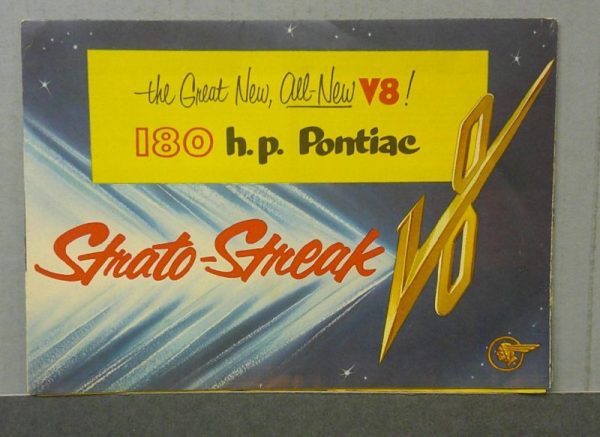 the Great New, All-New V8!
180 h.p. Pontiac
Strato-Streak V8